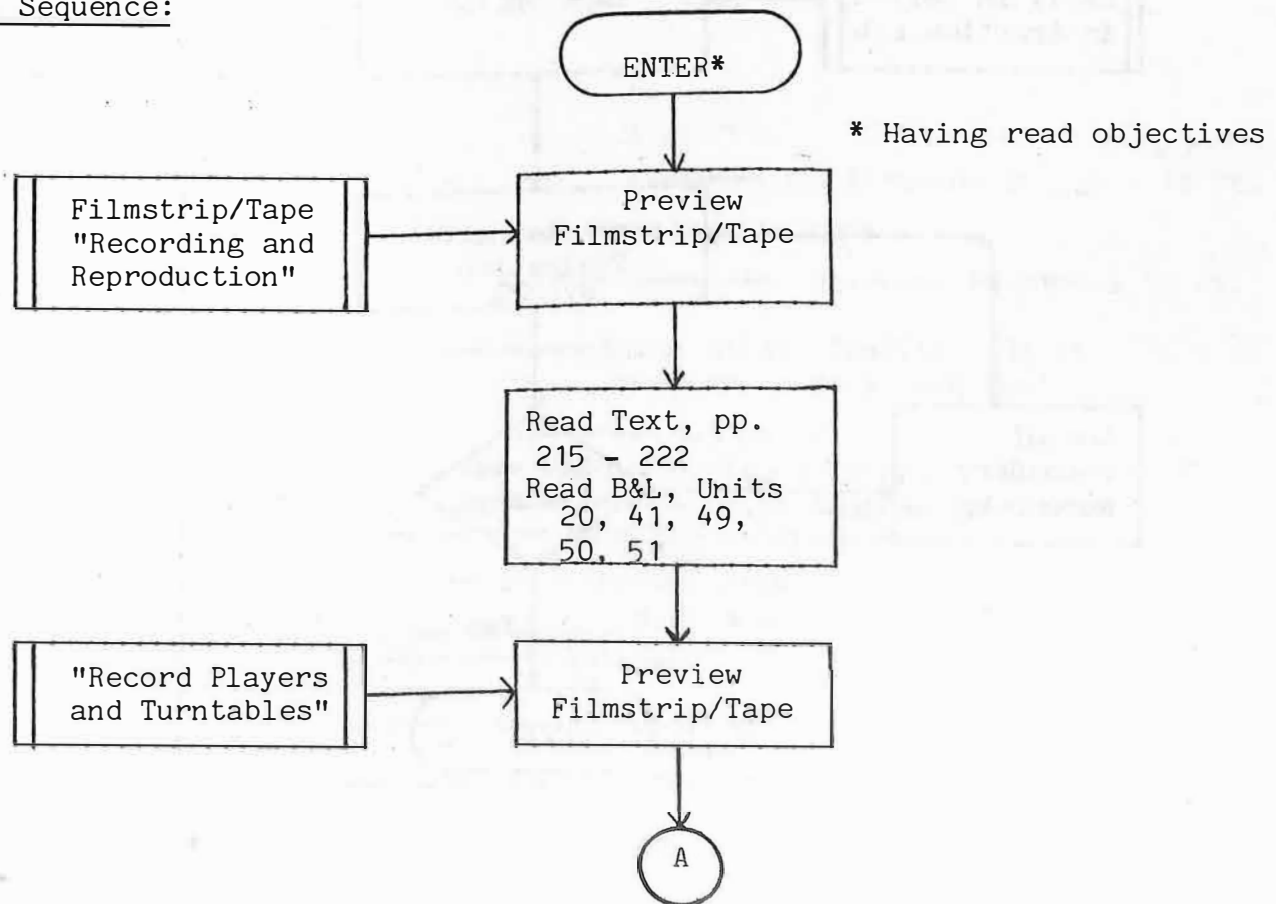 Sequence:
ENTER*
* Having read objectives
Filmstrip/Tape
"Recording and
Reproduction"
Preview
Filmstrip/Tape
Read Text, pp.
215 - 222
Read B&L, Units
20, 41, 49,
50, 51
"Record Players
and Turntables"
Preview
Filmstrip/Tape
A